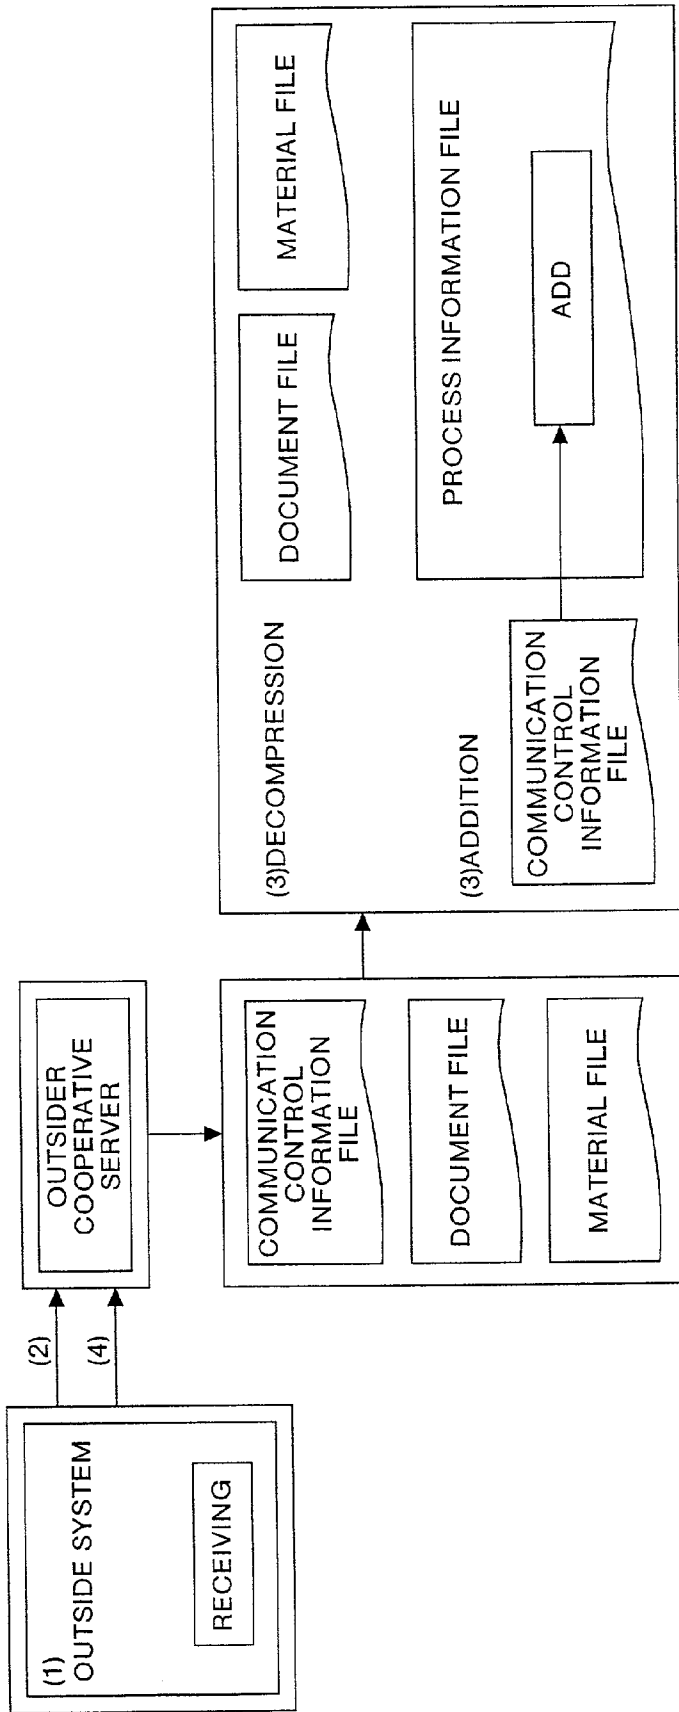 (1)
OUTSIDE SYSTEM
RECEIVING
(2)
(4)
OUTSIDER
COOPERATIVE
SERVER
COMMUNICATION
CONTROL
INFORMATION
FILE
DOCUMENT FILE
MATERIAL FILE
(3)DECOMPRESSION
DOCUMENT FILE
MATERIAL FILE
(3)ADDITION
COMMUNICATION
CONTROL
INFORMATION
FILE
PROCESS INFORMATION FILE
ADD